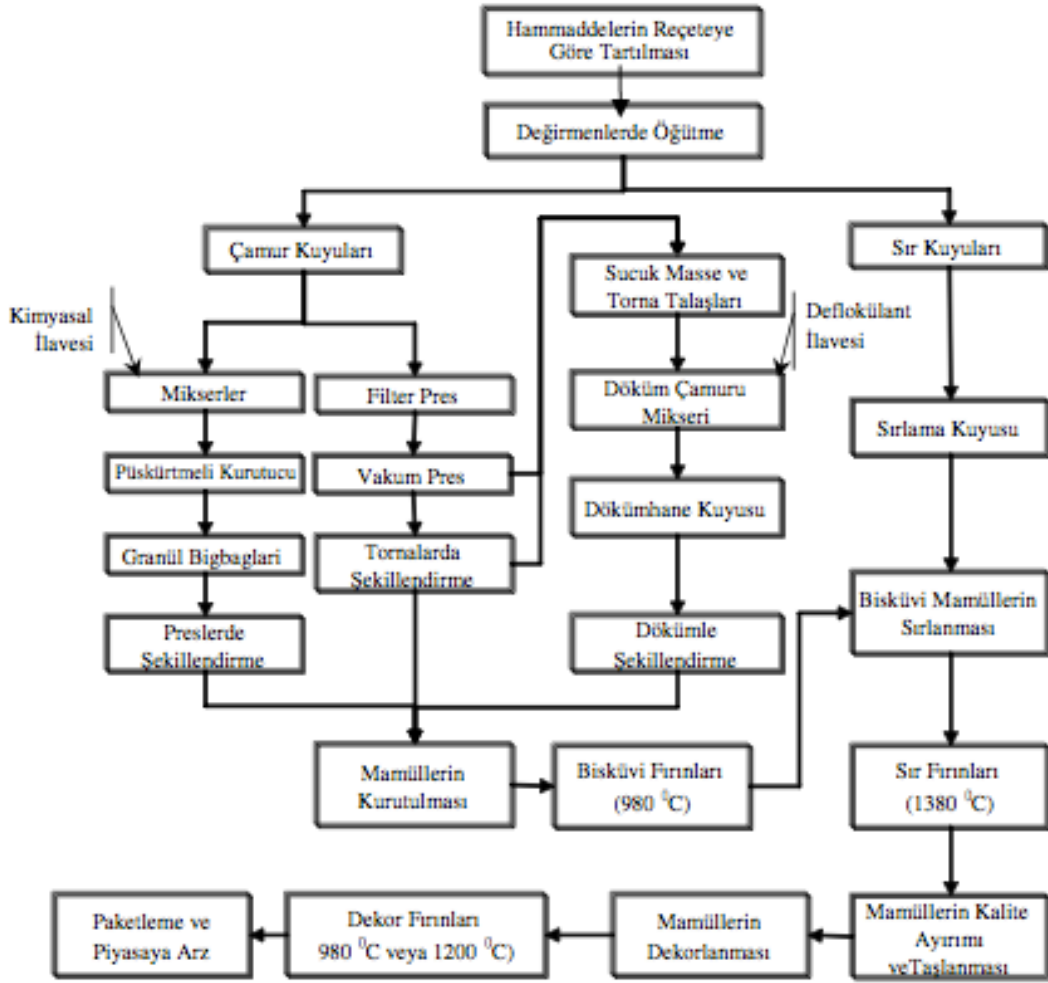 Hammaddelerin Reçeteye
Göre Tartılması
Değirmenlerde Öğütme
Çamur Kuyuları
Sucuk Masse ve
Torna Talaşları
Sır Kuyuları
Kimyasal
İlavesi
Deflokülant
İlavesi
Mikserler
Filter Pres
Döküm Çamuru
Mikseri
Sırlama Kuyusu
Püskürtmeli Kurutucu
Vakum Pres
Dökümhane Kuyusu
Granül Bigbaglari
Tornalarda
Şekillendirme
Bisküvi Mamüllerin
Sırlanması
Preslerde
Şekillendirme
Dökümle
Şekillendirme
Mamüllerin
Kurutulması
Bisküvi Fırınları
(980 ⁰C)
Sır Fırınları
(1380 ⁰C)
Paketleme ve
Piyasaya Arz
Dekor Fırınları
980 ⁰C veya 1200 ⁰C)
Mamüllerin
Dekorlanması
Mamüllerin Kalite
Ayırımı
veTaşlanması